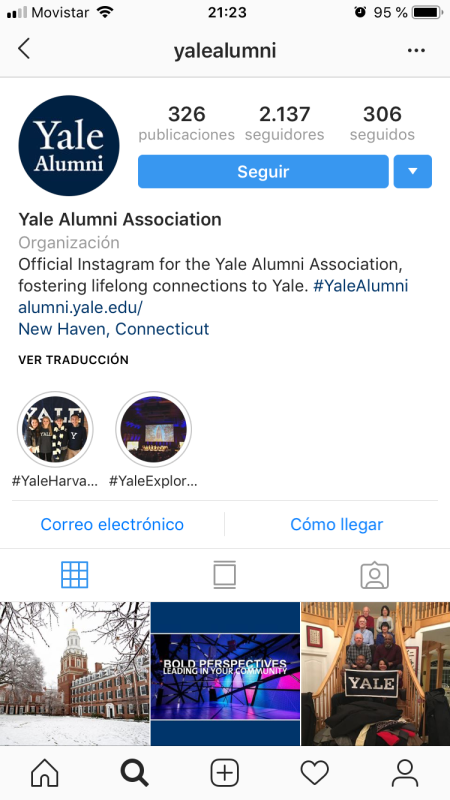 Movistar 21:23 95 %
yalealumni
Yale
Alumni
326 2.137 306
publicaciones seguidores seguidos
Seguir
Yale Alumni Association
Organización
Official Instagram for the Yale Alumni Association,
fostering lifelong connections to Yale. #YaleAlumni
alumni.yale.edu/
New Haven, Connecticut
VER TRADUCCIÓN
YALE
YALE Y
#YaleHarva... #YaleExplor...
Correo electrónico Cómo llegar
BOLD PERSPECTIVES
LEADING IN YOUR COMMUNITY
YALE